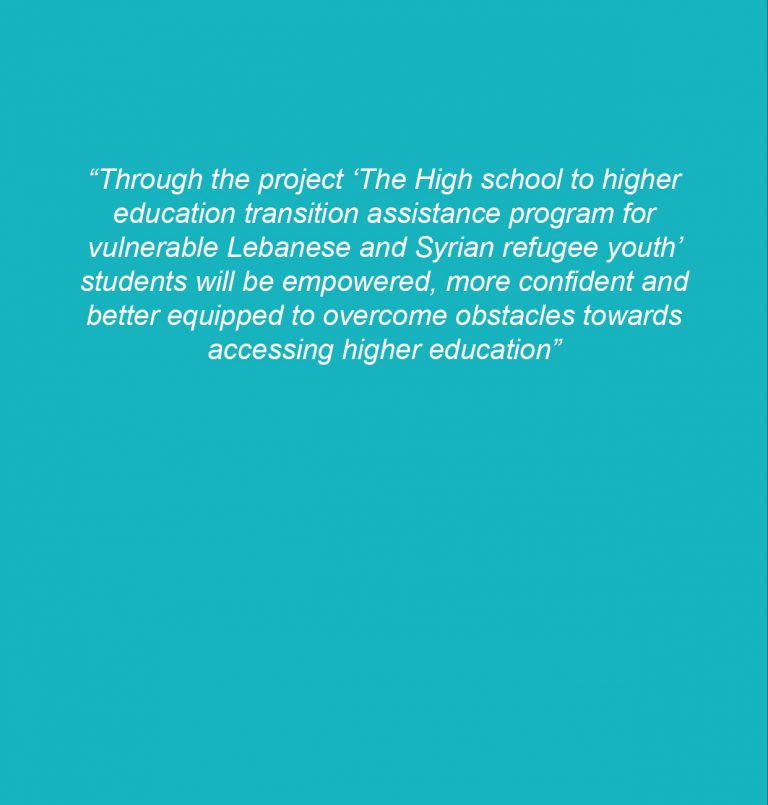 “Through the project ‘The High school to higher
education transition assistance program for
vulnerable Lebanese and Syrian refugee youth’
students will be empowered, more confident and
better equipped to overcome obstacles towards
accessing higher education”